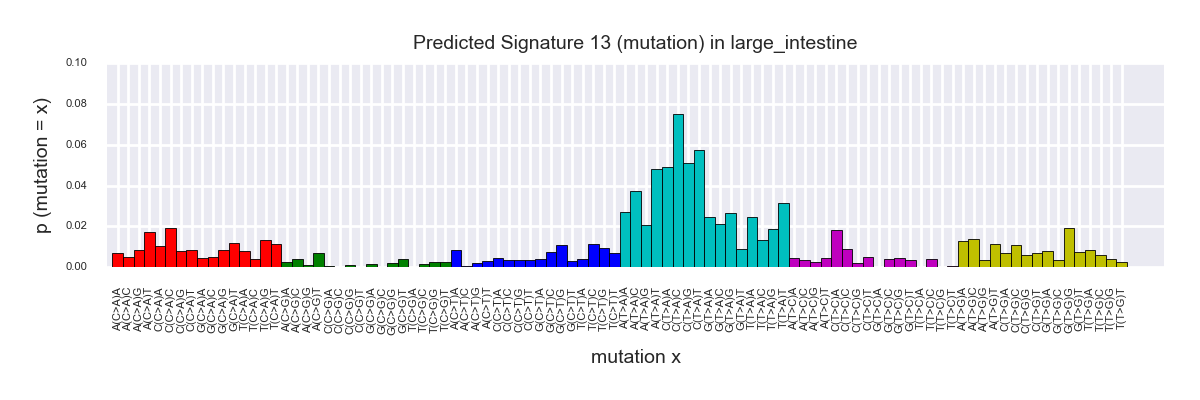 Predicted Signature 13 (mutation) in large_intestine
p (mutation = x)
0.10
0.08
0.06
0.04
0.02
0.00
A(C>A)A
A(C>A)C
A(C>A)G
A(C>A)T
C(C>A)A
C(C>A)C
C(C>A)G
C(C>A)T
G(C>A)A
G(C>A)C
G(C>A)G
G(C>A)T
T(C>A)A
T(C>A)C
T(C>A)G
T(C>A)T
A(C>G)A
A(C>G)C
A(C>G)G
A(C>G)T
C(C>G)A
C(C>G)C
C(C>G)G
C(C>G)T
G(C>G)A
G(C>G)C
G(C>G)G
G(C>G)T
T(C>G)A
T(C>G)C
T(C>G)G
T(C>G)T
A(C>T)A
A(C>T)C
A(C>T)G
A(C>T)T
C(C>T)A
C(C>T)C
C(C>T)G
C(C>T)T
G(C>T)A
G(C>T)C
G(C>T)G
G(C>T)T
T(C>T)A
T(C>T)C
T(C>T)G
T(C>T)T
A(T>A)A
A(T>A)C
A(T>A)G
A(T>A)T
C(T>A)A
C(T>A)C
C(T>A)G
C(T>A)T
G(T>A)A
G(T>A)C
G(T>A)G
G(T>A)T
T(T>A)A
T(T>A)C
T(T>A)G
T(T>A)T
A(T>C)A
A(T>C)C
A(T>C)G
A(T>C)T
C(T>C)A
C(T>C)C
C(T>C)G
C(T>C)T
G(T>C)A
G(T>C)C
G(T>C)G
G(T>C)T
T(T>C)A
T(T>C)C
T(T>C)G
T(T>C)T
A(T>G)A
A(T>G)C
A(T>G)G
A(T>G)T
C(T>G)A
C(T>G)C
C(T>G)G
C(T>G)T
G(T>G)A
G(T>G)C
G(T>G)G
G(T>G)T
T(T>G)A
T(T>G)C
T(T>G)G
T(T>G)T
mutation x